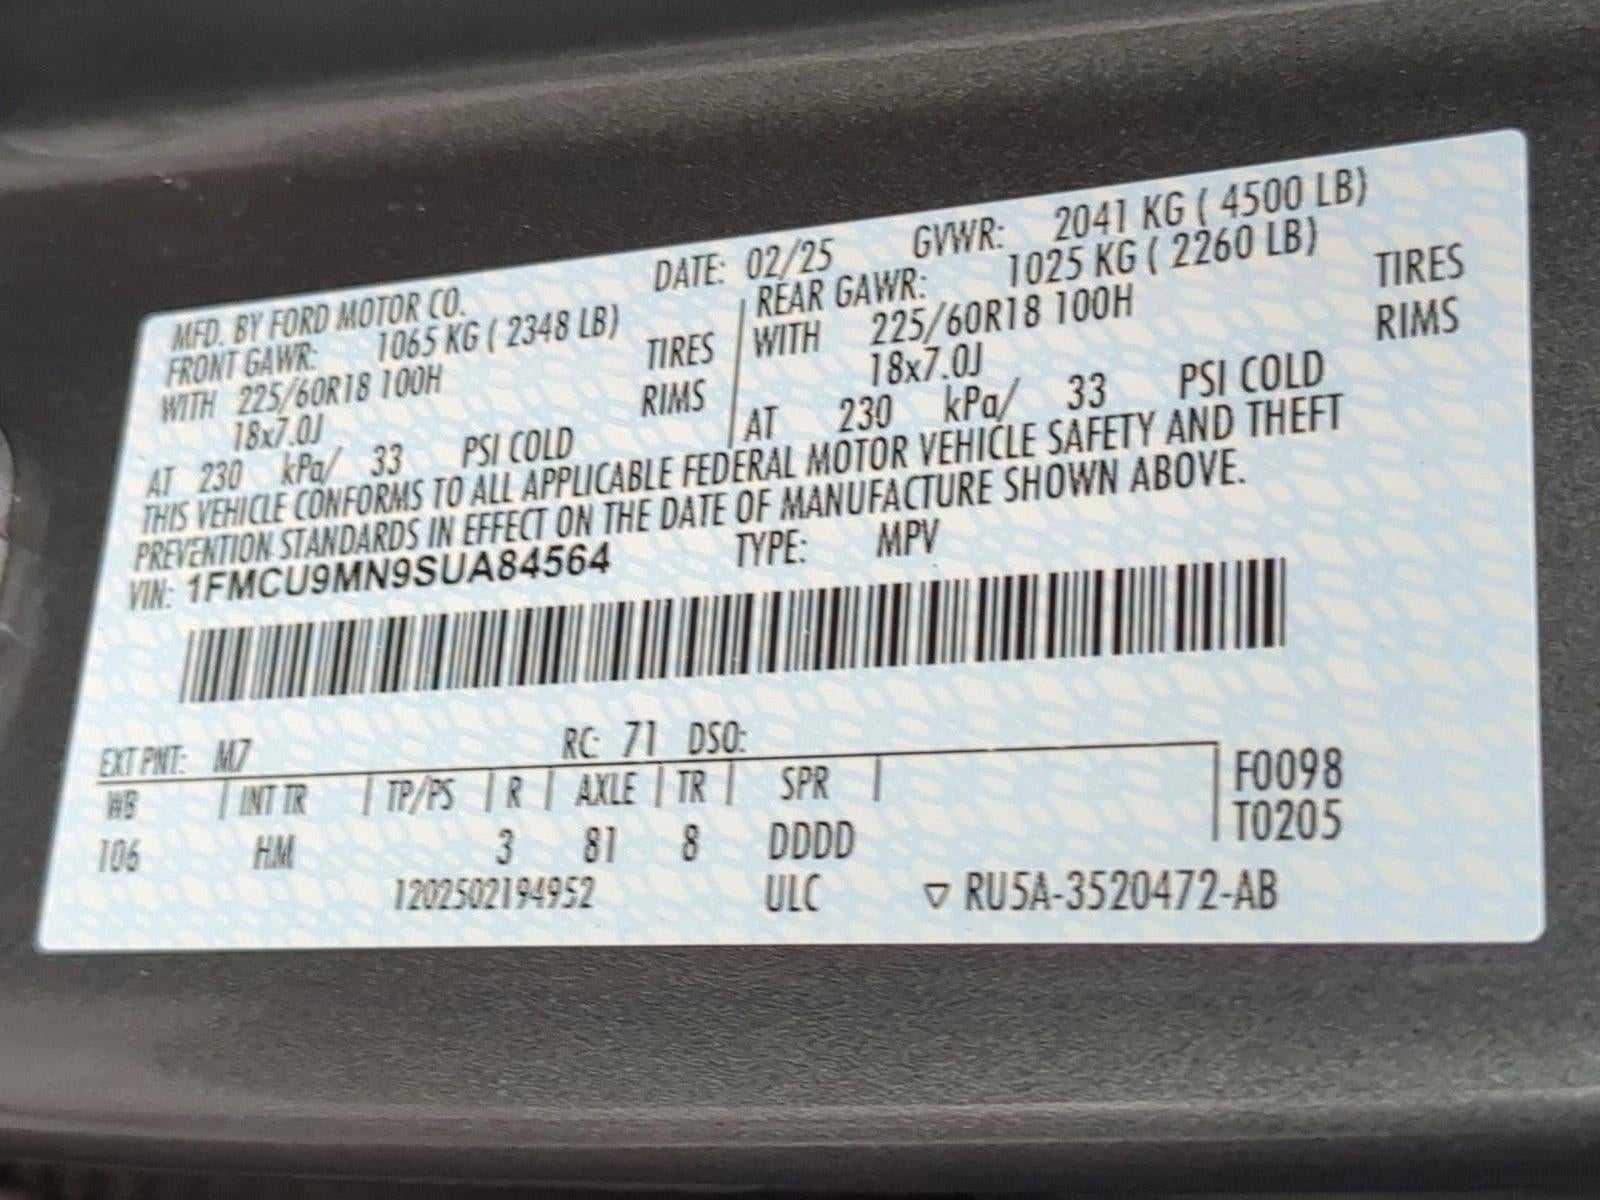 MFD. BY FORD MOTOR CO.
DATE: 02/25 GVWR: 2041 KG ( 4500 LB)
FRONT GAWR: 1065 KG ( 2348 LB)
WITH 225/60R18 100H TIRES
18x7.0J RIMS
AT 230 kPa/ 33 PSI COLD
REAR GAWR: 1025 KG ( 2260 LB)
WITH 225/60R18 100H TIRES
18x7.0J RIMS
AT 230 kPa/ 33 PSI COLD
THIS VEHICLE CONFORMS TO ALL APPLICABLE FEDERAL MOTOR VEHICLE SAFETY AND THEFT
PREVENTION STANDARDS IN EFFECT ON THE DATE OF MANUFACTURE SHOWN ABOVE.
VIN: 1FMCU9MN9SUA84564 TYPE: MPV
EXT PNT: M7 RC: 71 DSO:
WB | INT TR | TP/PS | R | AXLE | TR | SPR |
106 HM 3 81 8 DDDD
F0098
T0205
1202502194952 ULC ▽ RU5A-3520472-AB